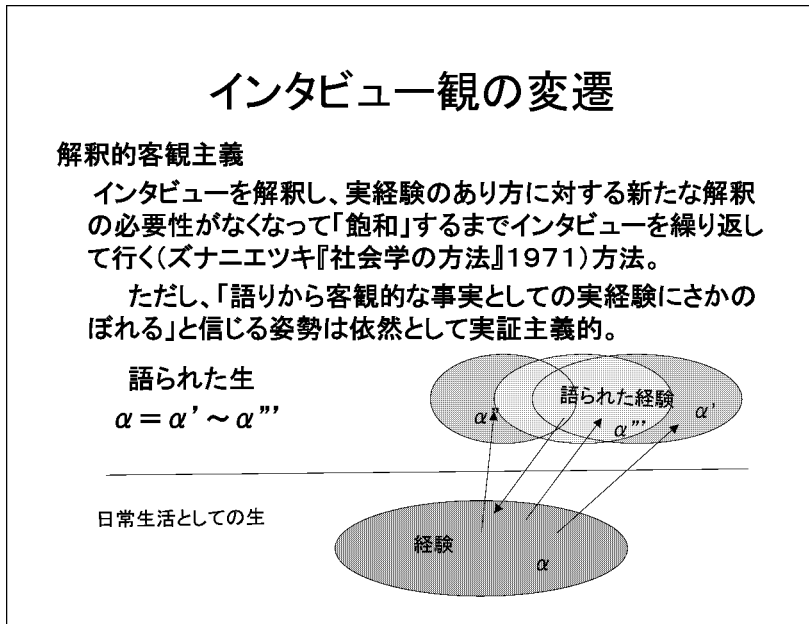 インタビュー観の変遷
解釈的客観主義
インタビューを解釈し、実経験のあり方に対する新たな解釈
の必要性がなくなって「飽和」するまでインタビューを繰り返し
て行く(ズナニエツキ『社会学の方法』1971)方法。
ただし、「語りから客観的な事実としての実経験にさかの
ぼれる」と信じる姿勢は依然として実証主義的。
語られた生
α＝α'～α'''
語られた経験
α''
α'''
α'
日常生活としての生
経験
α